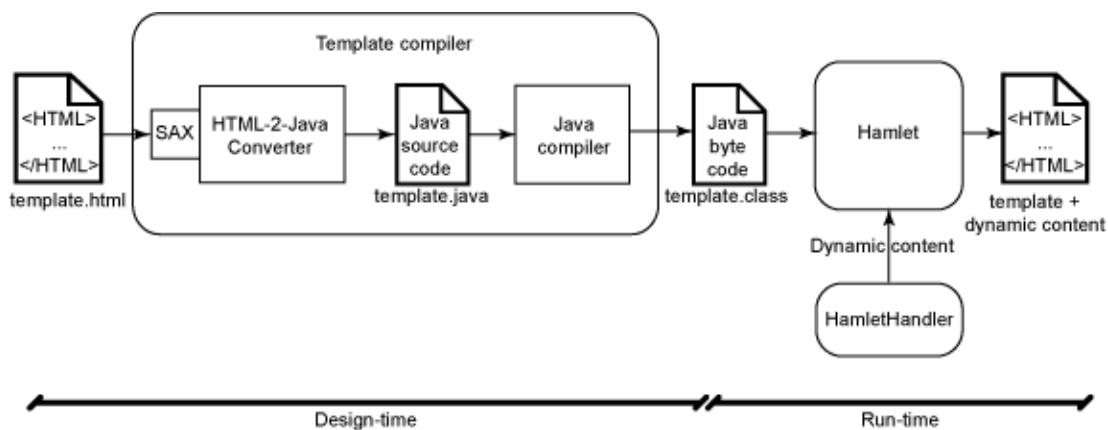 Template compiler
<HTML>
...
</HTML>
template.html
SAX
HTML-2-Java
Converter
Java
source
code
template.java
Java
compiler
Java
byte
code
template.class
Hamlet
<HTML>
...
</HTML>
template +
dynamic content
Dynamic content
HamletHandler
Design-time
Run-time